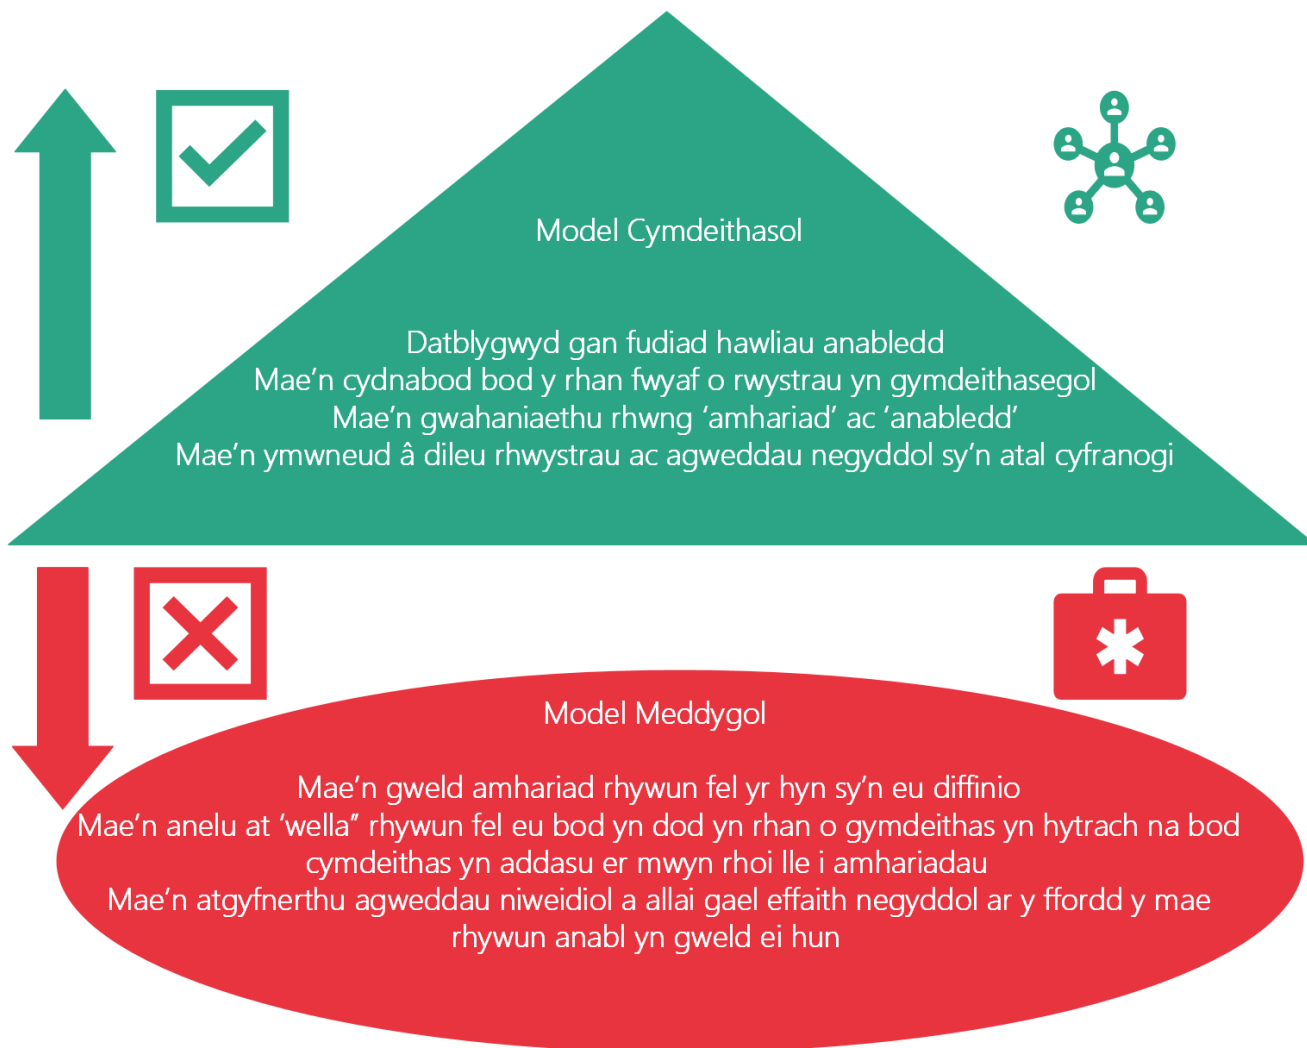 Model Cymdeithasol
Datblygwyd gan fudiad hawliau anabledd
Mae'n cydnabod bod y rhan fwyaf o rwystrau yn gymdeithasegol
Mae'n gwahaniaethu rhwng ‘amhariad’ ac ‘anabledd’
Mae'n ymwneud â dileu rhwystrau ac agweddau negyddol sy'n atal cyfranogi
Model Meddygol
Mae'n gweld amhariad rhywun fel yr hyn sy'n eu diffinio
Mae'n anelu at ‘wella” rhywun fel eu bod yn dod yn rhan o gymdeithas yn hytrach na bod
cymdeithas yn addasu er mwyn rhoi lle i amhariadau
Mae'n atgyfnerthu agweddau niweidiol a allai gael effaith negyddol ar y ffordd y mae
rhywun anabl yn gweld ei hun